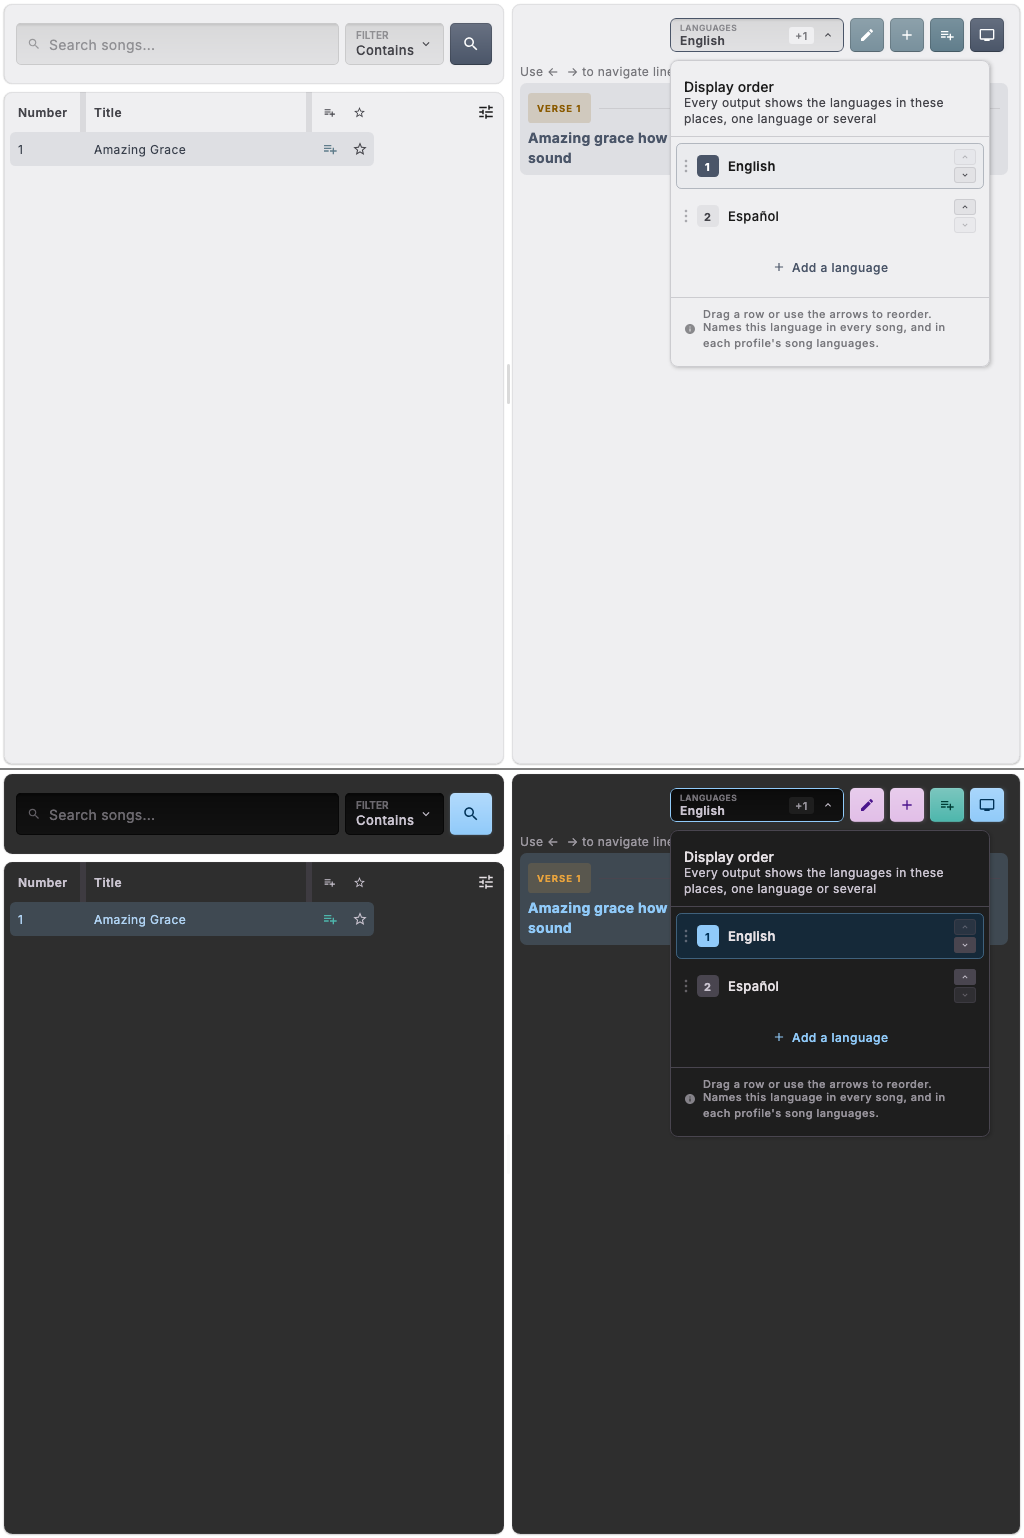 Search songs...
FILTER
Contains
LANGUAGES
English
+1
Use ← → to navigate line
Number
Title
1
Amazing Grace
VERSE 1
Amazing grace how
sound
Display order
Every output shows the languages in these
places, one language or several
1
English
2
Español
+ Add a language
Drag a row or use the arrows to reorder.
Names this language in every song, and in
each profile's song languages.
Search songs...
FILTER
Contains
LANGUAGES
English
+1
Use ← → to navigate line
Number
Title
1
Amazing Grace
VERSE 1
Amazing grace how
sound
Display order
Every output shows the languages in these
places, one language or several
1
English
2
Español
+ Add a language
Drag a row or use the arrows to reorder.
Names this language in every song, and in
each profile's song languages.